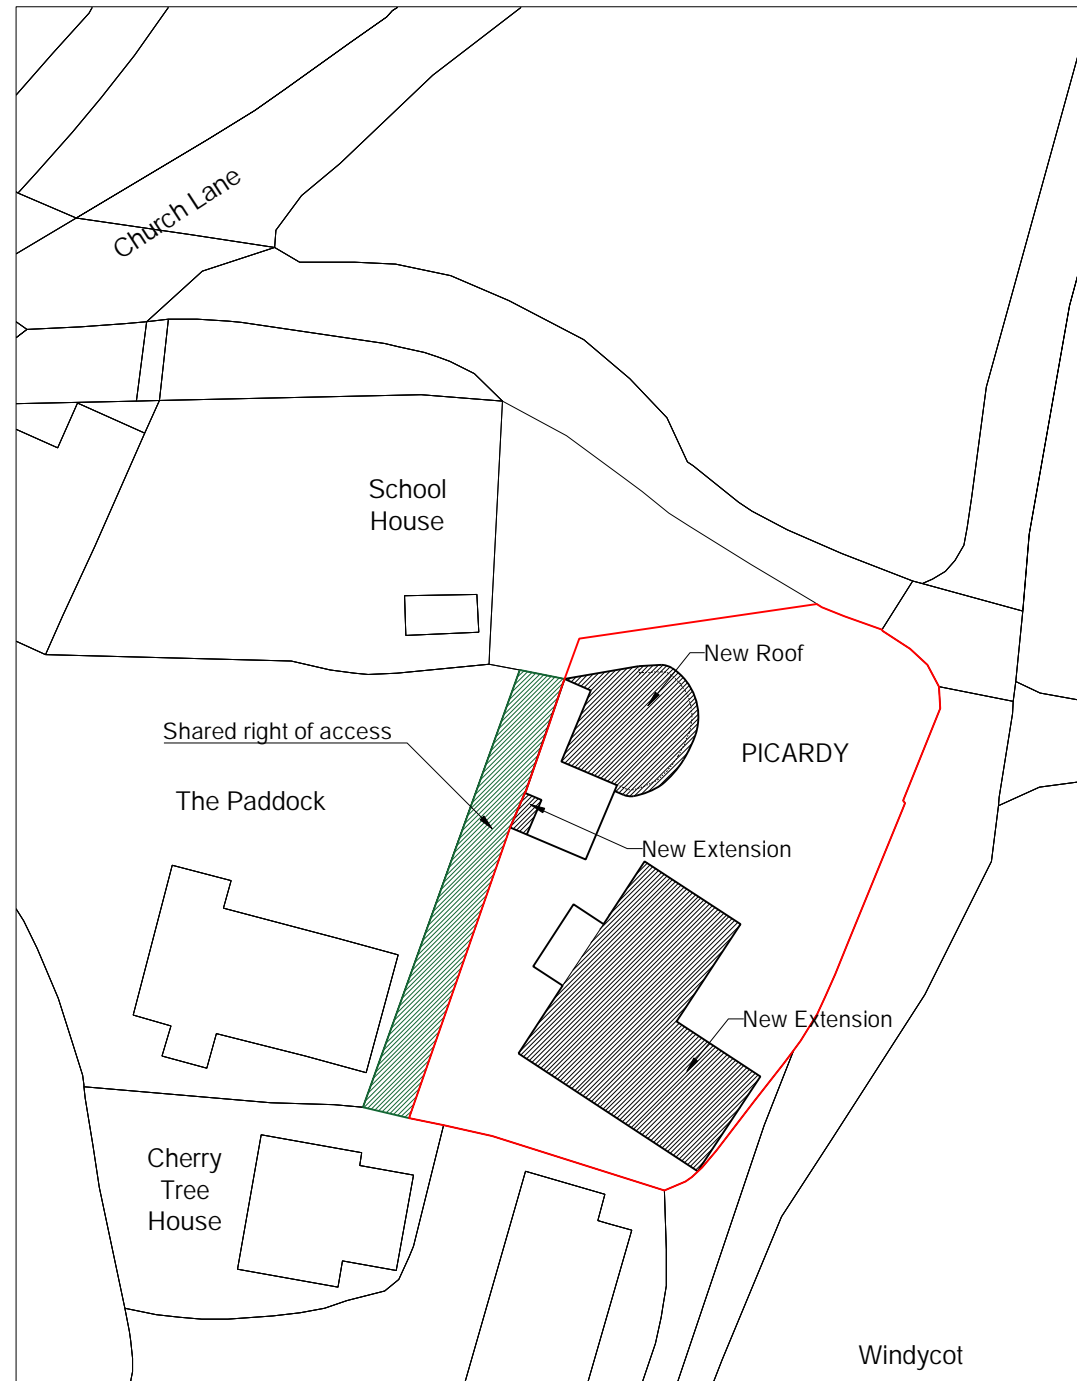 Church Lane
School
House
New Roof
Shared right of access
PICARDY
The Paddock
New Extension
New Extension
Cherry
Tree
House
Windycot